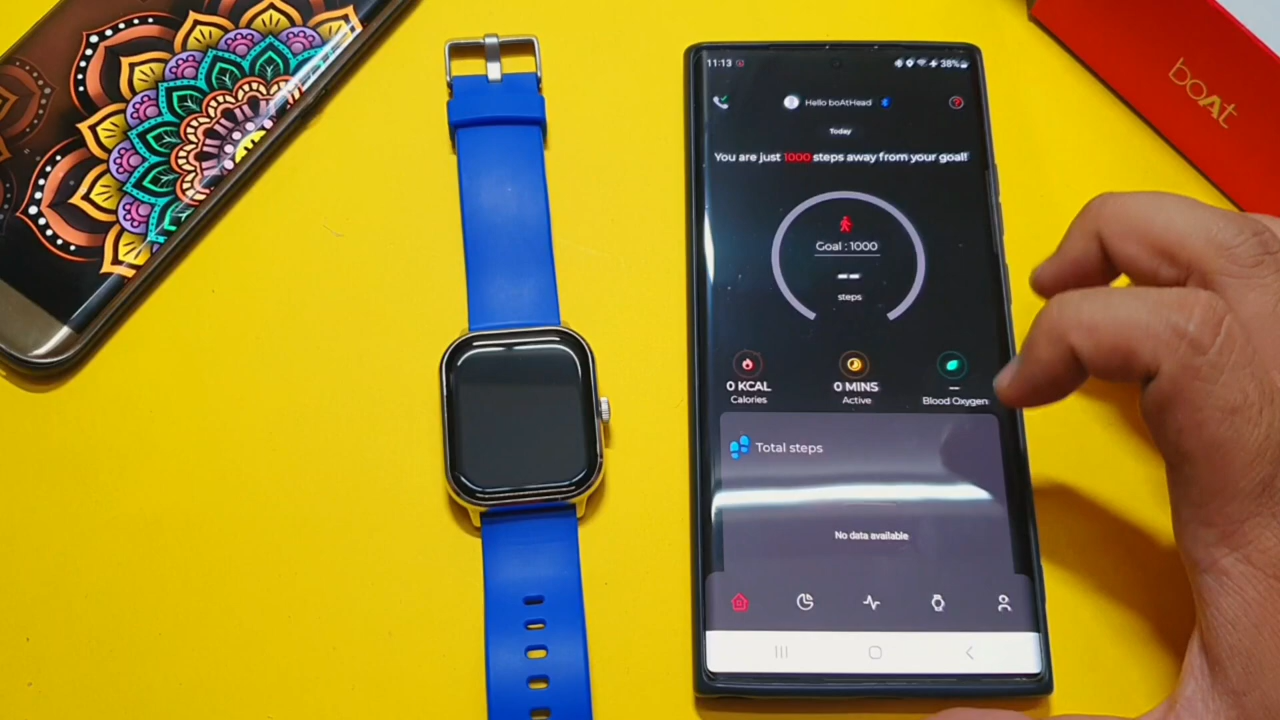 11:13
38%
boAt
Hello boAtHead
Today
You are just 1000 steps away from your goal!
Goal : 1000
--
steps
0 KCAL
Calories
0 MINS
Active
--
Blood Oxygen
Total steps
No data available